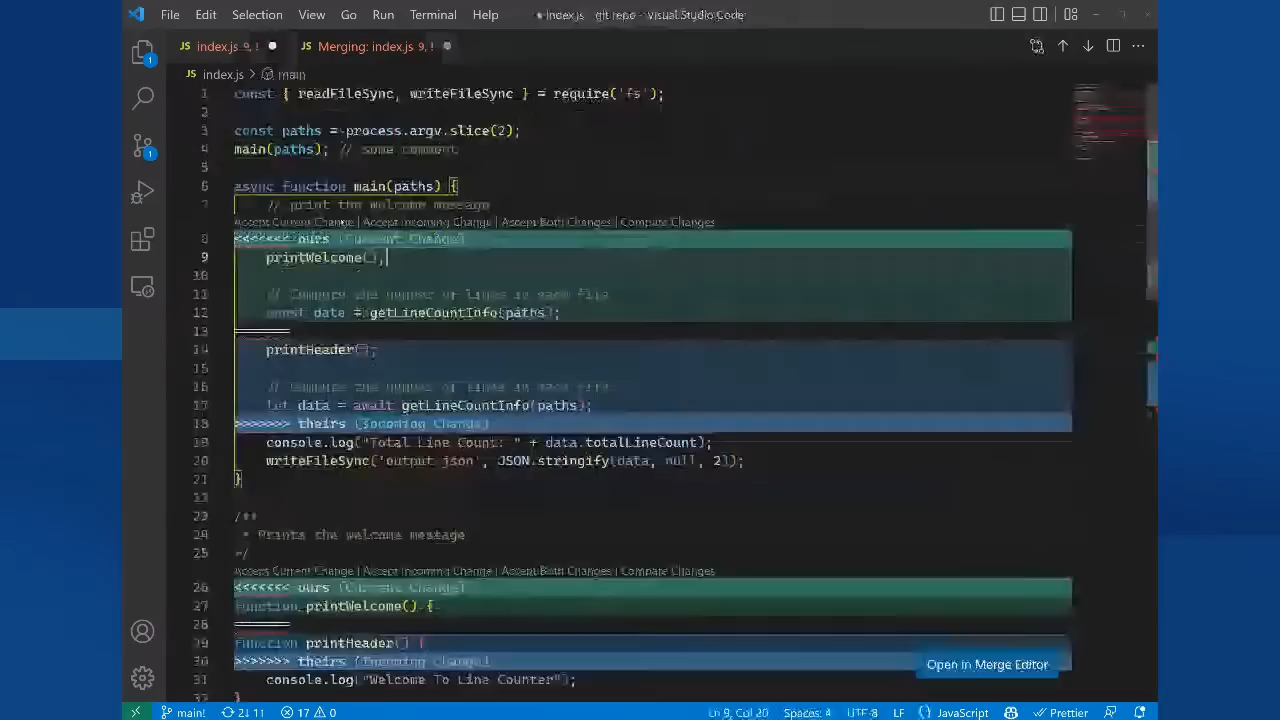 File Edit Selection View Go Run Terminal Help index.js git repo Visual Studio Code
JS index.js 9, ! JS Merging: index.js 9, !
JS index.js > main
1 const { readFileSync, writeFileSync } = require('fs');
2
3 const paths = process.argv.slice(2);
4 main(paths); // some comment
5
6 async function main(paths) {
7 // print the welcome message
Accept Current Change | Accept Incoming Change | Accept Both Changes | Compare Changes
8 <<<<<<< ours (Current Change)
9 printWelcome();
10
11 // Compute the number of lines in each file
12 const data = getLineCountInfo(paths);
13 =======
14 printHeader();
15
16 // Compute the number of lines in each file
17 let data = await getLineCountInfo(paths);
18 >>>>>>> theirs (Incoming Change)
19 console.log("Total Line Count: " + data.totalLineCount);
20 writeFileSync('output.json', JSON.stringify(data, null, 2));
21 }
23 /**
24 * Prints the welcome message
25 */
Accept Current Change | Accept Incoming Change | Accept Both Changes | Compare Changes
26 <<<<<<< ours (Current Change)
27 function printWelcome() {
28 =======
29 function printHeader() {
30 >>>>>>> theirs (Incoming Change)
Open in Merge Editor
31 console.log("Welcome To Line Counter");
}
main! 2↓ 1↑ 17 0 Ln 9, Col 20 Spaces: 4 UTF-8 LF { } JavaScript Prettier